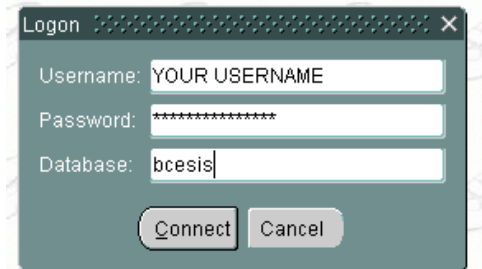 Logon
Username: YOUR USERNAME
Password: ***************
Database: bcesis
Connect Cancel